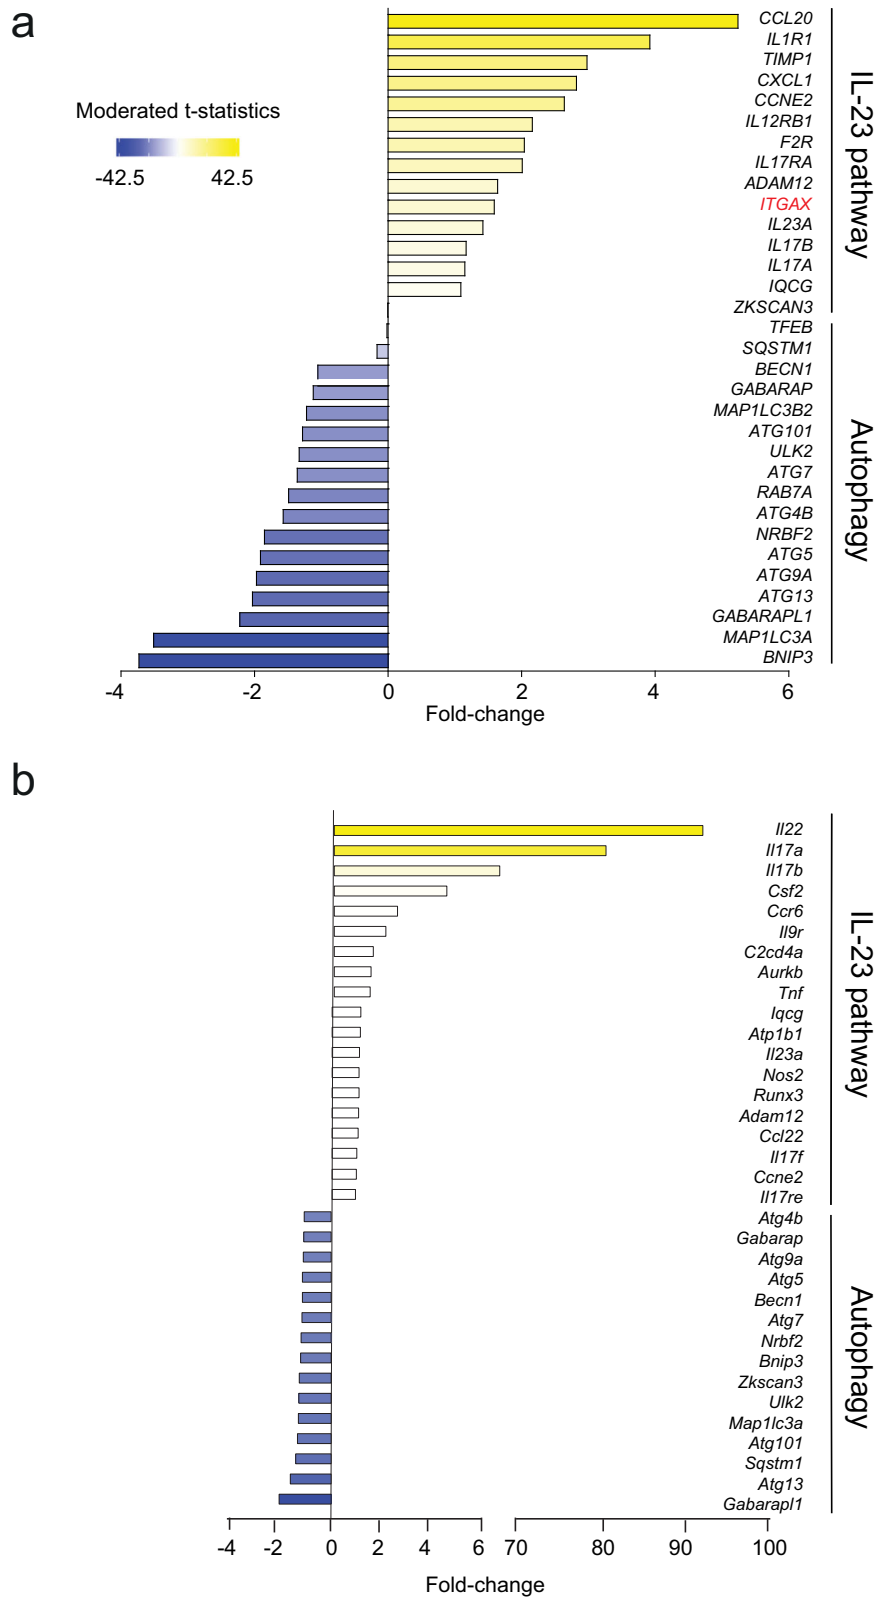 a
CCL20
IL1R1
TIMP1
CXCL1
CCNE2
IL12RB1
F2R
IL17RA
ADAM12
ITGAX
IL23A
IL17B
IL17A
IQCG
ZKSCAN3
TFEB
SQSTM1
BECN1
GABARAP
MAP1LC3B2
ATG101
ULK2
ATG7
RAB7A
ATG4B
NRBF2
ATG5
ATG9A
ATG13
GABARAPL1
MAP1LC3A
BNIP3
IL-23 pathway
Autophagy
Moderated t-statistics
-42.5 42.5
-4 -2 0 2 4 6
Fold-change
b
Il22
Il17a
Il17b
Csf2
Ccr6
Il9r
C2cd4a
Aurkb
Tnf
Iqcg
Atp1b1
Il23a
Nos2
Runx3
Adam12
Ccl22
Il17f
Ccne2
Il17re
Atg4b
Gabarap
Atg9a
Atg5
Becn1
Atg7
Nrbf2
Bnip3
Zkscan3
Ulk2
Map1lc3a
Atg101
Sqstm1
Atg13
Gabarapl1
IL-23 pathway
Autophagy
-4 -2 0 2 4 6 70 80 90 100
Fold-change